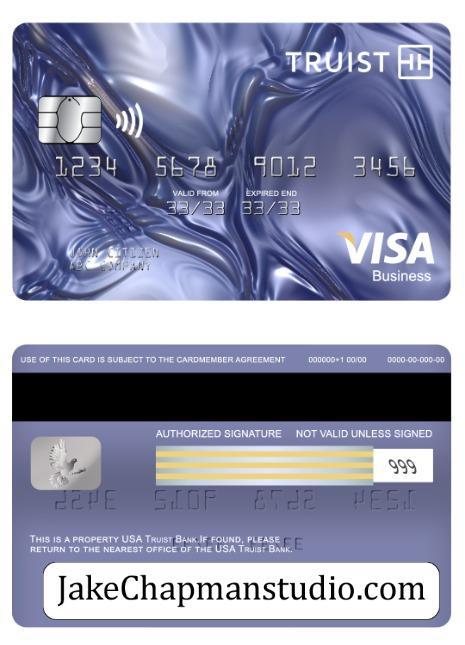 TRUIST
1234 5678 9012 3456
VALID FROM EXPIRED END
33/33 33/33
JOHN CITIZEN
ABC COMPANY
VISA
Business
USE OF THIS CARD IS SUBJECT TO THE CARDMEMBER AGREEMENT 000000+1 00/00 0000-00-000-00
AUTHORIZED SIGNATURE NOT VALID UNLESS SIGNED
999
THIS IS A PROPERTY USA TRUIST BANK.IF FOUND, PLEASE
RETURN TO THE NEAREST OFFICE OF THE USA TRUIST BANK.
JakeChapmanstudio.com